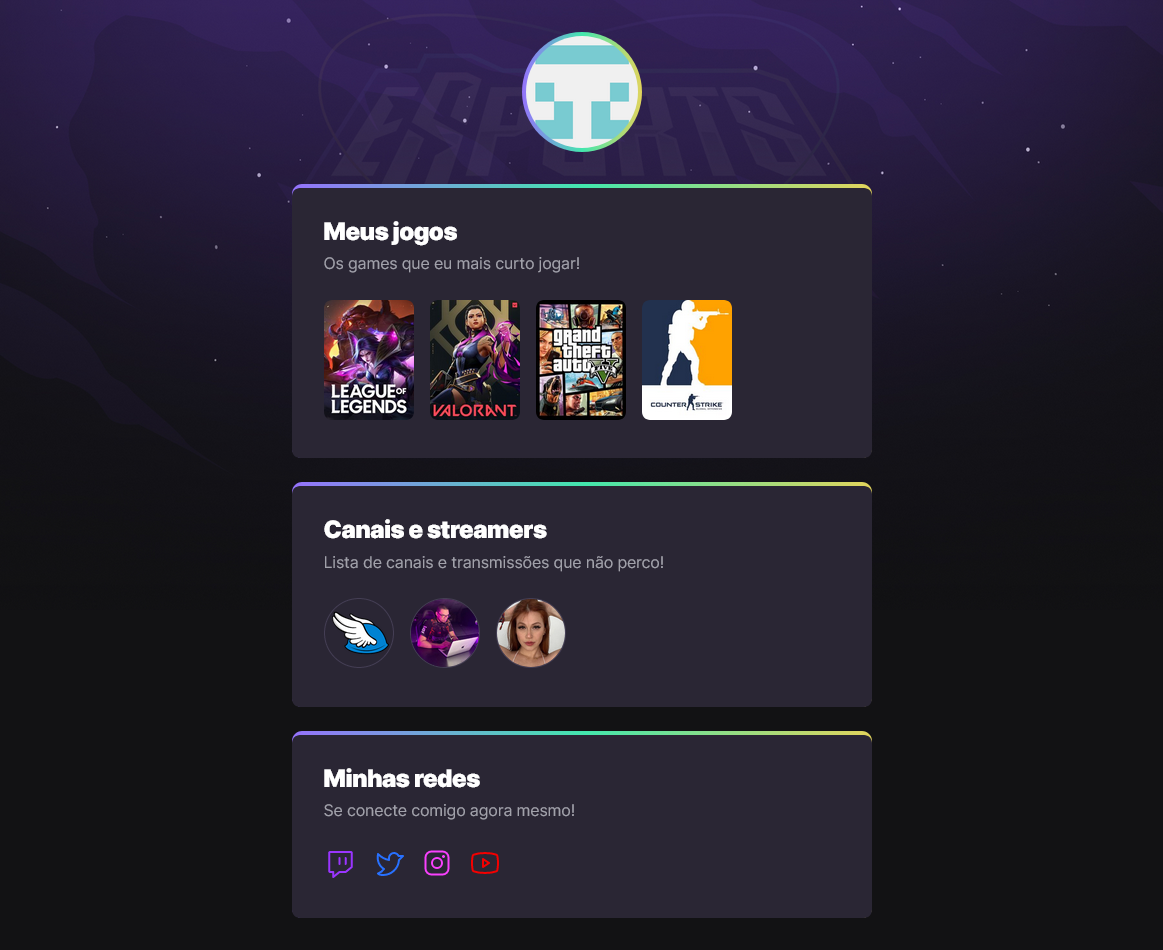 ESPORTS
Meus jogos
Os games que eu mais curto jogar!
LEAGUE OF
LEGENDS
VALORANT
grand
theft
auto
V
FIVE
COUNTER STRIKE
Canais e streamers
Lista de canais e transmissões que não perco!
Minhas redes
Se conecte comigo agora mesmo!